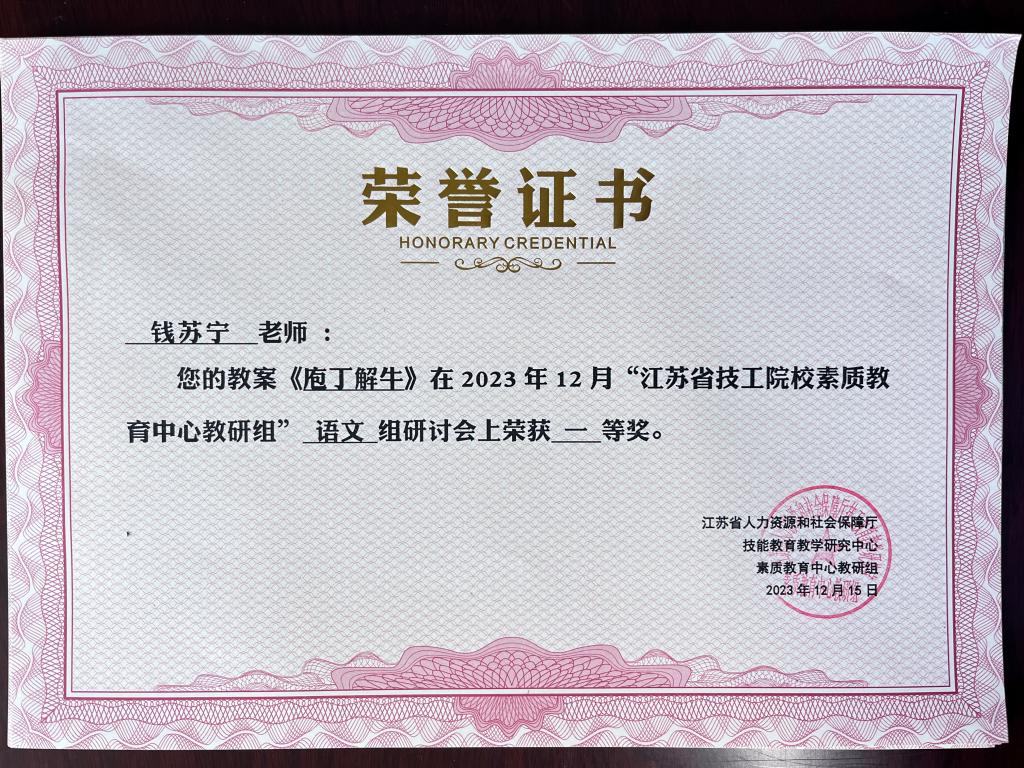 荣誉证书
HONORARY CREDENTIAL
钱苏宁 老师 ：
您的教案《庖丁解牛》在 2023 年 12 月“江苏省技工院校素质教
育中心教研组” 语文 组研讨会上荣获 一 等奖。
江苏省人力资源和社会保障厅
技能教育教学研究中心
素质教育中心教研组
2023 年 12 月 15 日